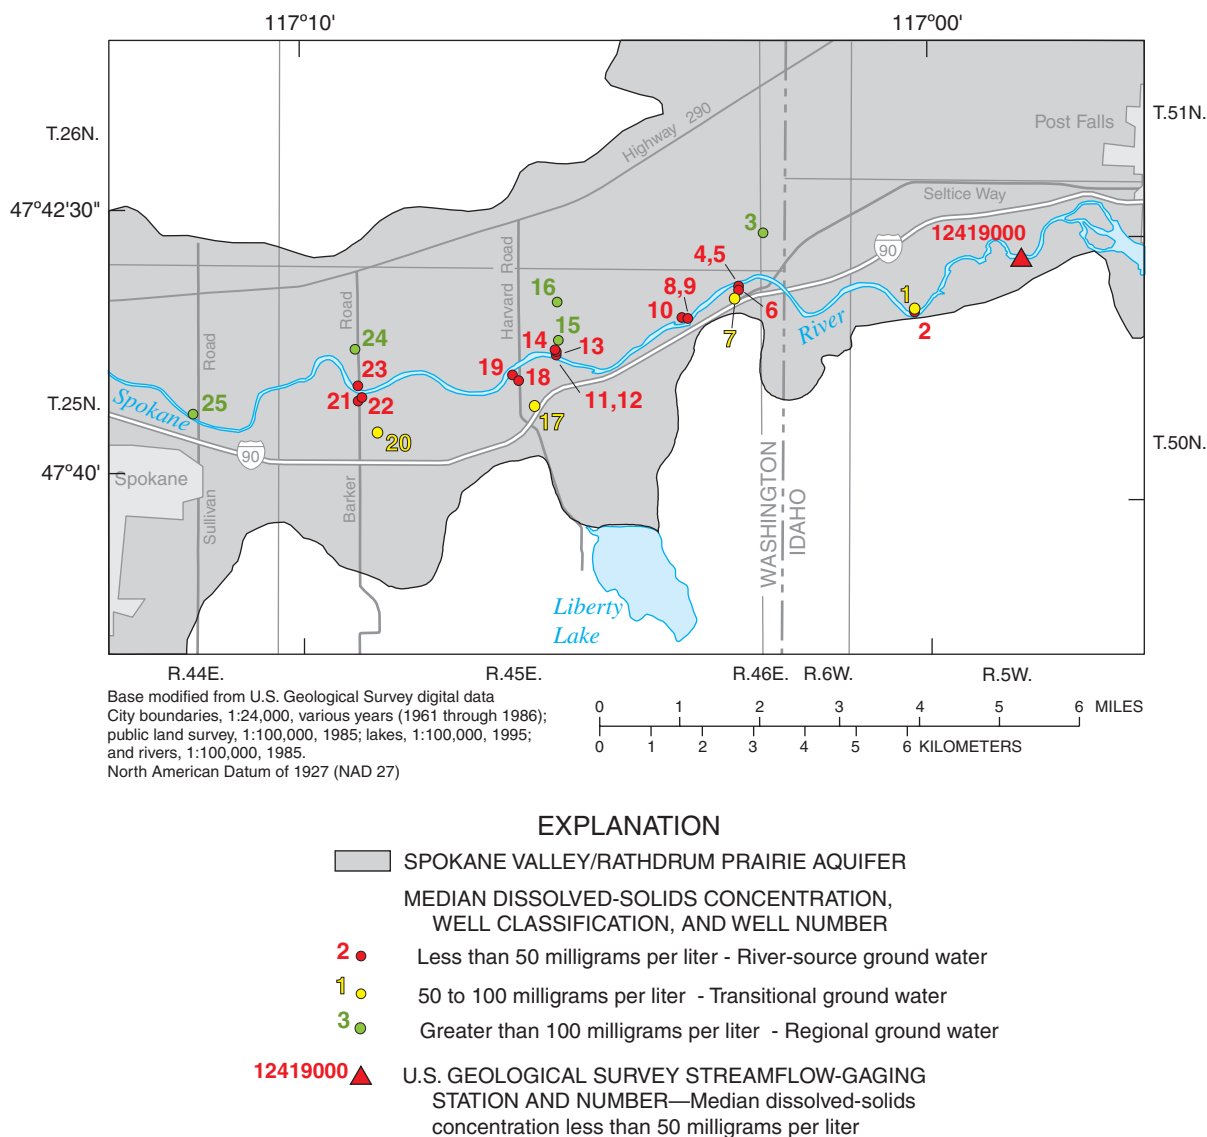 117°10'
117°00'
T.26N.
T.51N.
Post Falls
Highway 290
Seltice Way
47°42'30"
3
12419000
90
4,5
8,9
16
10
6
1
15
River
2
Road
Harvard Road
24
14
13
7
Road
23
19
18
11,12
21
22
Spokane
25
17
T.25N.
20
T.50N.
90
47°40'
Spokane
Sullivan
Barker
WASHINGTON
IDAHO
Liberty
Lake
R.44E.
R.45E.
R.46E.
R.6W.
R.5W.
Base modified from U.S. Geological Survey digital data
City boundaries, 1:24,000, various years (1961 through 1986);
public land survey, 1:100,000, 1985; lakes, 1:100,000, 1995;
and rivers, 1:100,000, 1985.
North American Datum of 1927 (NAD 27)
0 1 2 3 4 5 6 MILES
0 1 2 3 4 5 6 KILOMETERS
EXPLANATION
SPOKANE VALLEY/RATHDRUM PRAIRIE AQUIFER
MEDIAN DISSOLVED-SOLIDS CONCENTRATION,
WELL CLASSIFICATION, AND WELL NUMBER
2 Less than 50 milligrams per liter - River-source ground water
1 50 to 100 milligrams per liter - Transitional ground water
3 Greater than 100 milligrams per liter - Regional ground water
12419000 U.S. GEOLOGICAL SURVEY STREAMFLOW-GAGING
STATION AND NUMBER—Median dissolved-solids
concentration less than 50 milligrams per liter